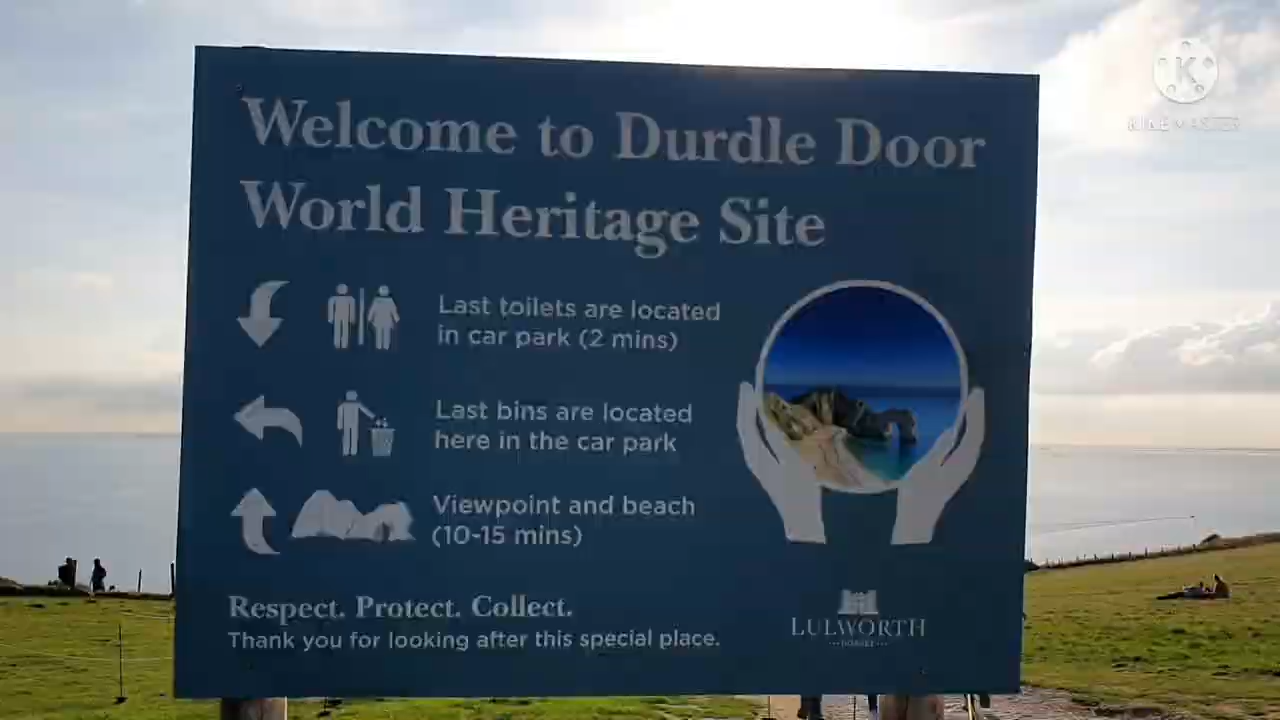 KINEMASTER
Welcome to Durdle Door
World Heritage Site
Last toilets are located
in car park (2 mins)
Last bins are located
here in the car park
Viewpoint and beach
(10-15 mins)
Respect. Protect. Collect.
Thank you for looking after this special place.
LULWORTH
DORSET